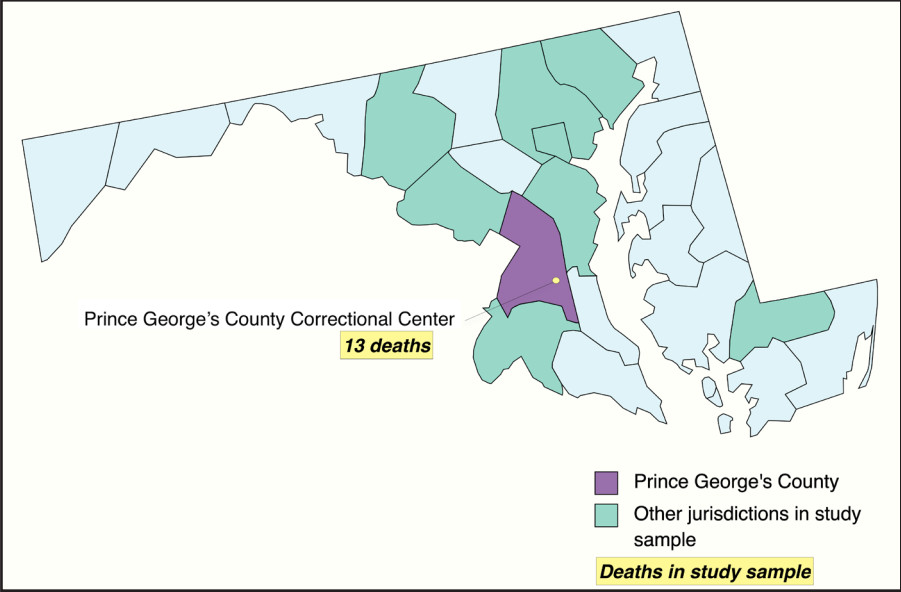 Prince George’s County Correctional Center
13 deaths
Prince George's County
Other jurisdictions in study
sample
Deaths in study sample